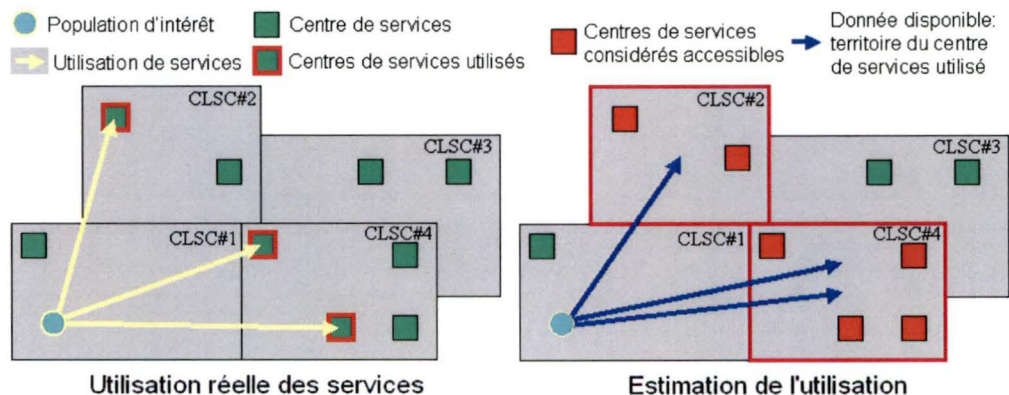 Population d'intérêt
Centre de services
Utilisation de services
Centres de services utilisés
Centres de services
considérés accessibles
Donnée disponible:
territoire du centre
de services utilisé
CLSC#2
CLSC#3
CLSC#1
CLSC#4
Utilisation réelle des services
CLSC#2
CLSC#3
CLSC#1
CLSC#4
Estimation de l'utilisation